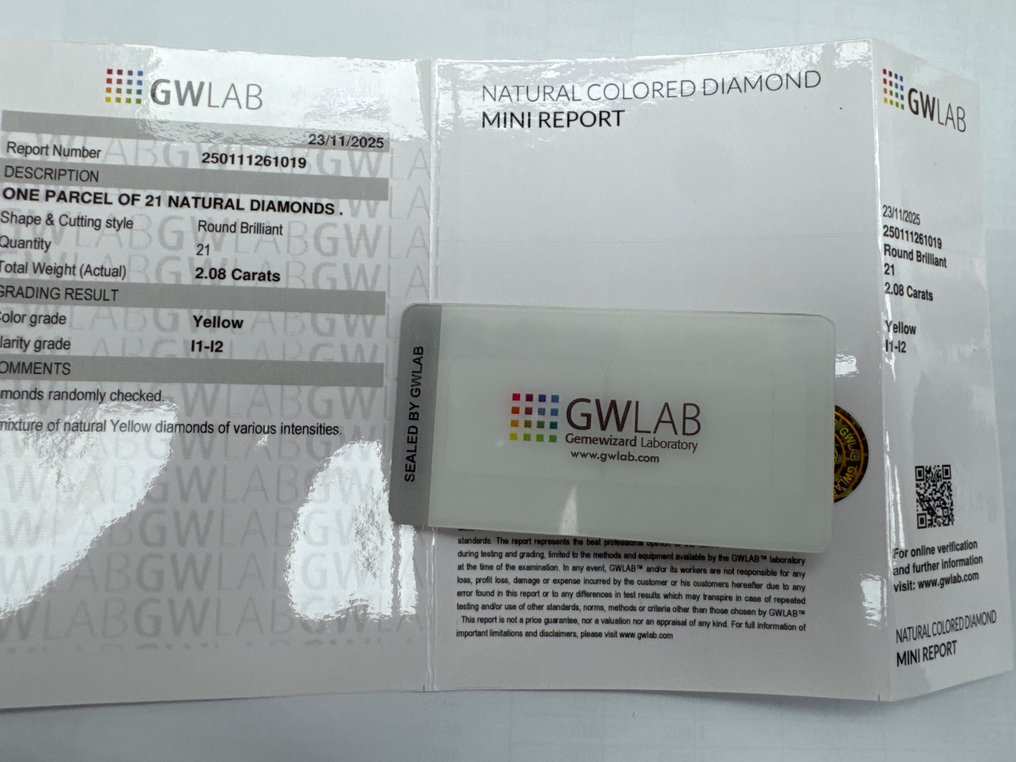 GWLAB
23/11/2025
Report Number 250111261019
DESCRIPTION
ONE PARCEL OF 21 NATURAL DIAMONDS .
Shape & Cutting style Round Brilliant
Quantity 21
Total Weight (Actual) 2.08 Carats
GRADING RESULT
Color grade Yellow
larity grade I1-I2
OMMENTS
monds randomly checked.
mixture of natural Yellow diamonds of various intensities.
NATURAL COLORED DIAMOND
MINI REPORT
SEALED BY GWLAB
GWLAB
Gemewizard Laboratory
www.gwlab.com
standards. The report represents the best professional opinion of
during testing and grading, limited to the methods and equipment available by the GWLAB™ laboratory
at the time of the examination. In any event, GWLAB™ and/or its workers are not responsible for any
loss, profit loss, damage or expense incurred by the customer or his customers hereafter due to any
error found in this report or to any differences in test results which may transpire in case of repeated
testing and/or use of other standards, norms, methods or criteria other than those chosen by GWLAB™
This report is not a price guarantee, nor a valuation nor an appraisal of any kind. For full information of
important limitations and disclaimers, please visit www.gwlab.com
GWLAB GW
GWLAB
23/11/2025
250111261019
Round Brilliant
21
2.08 Carats
Yellow
I1-I2
For online verification
and further information
visit: www.gwlab.com
NATURAL COLORED DIAMOND
MINI REPORT